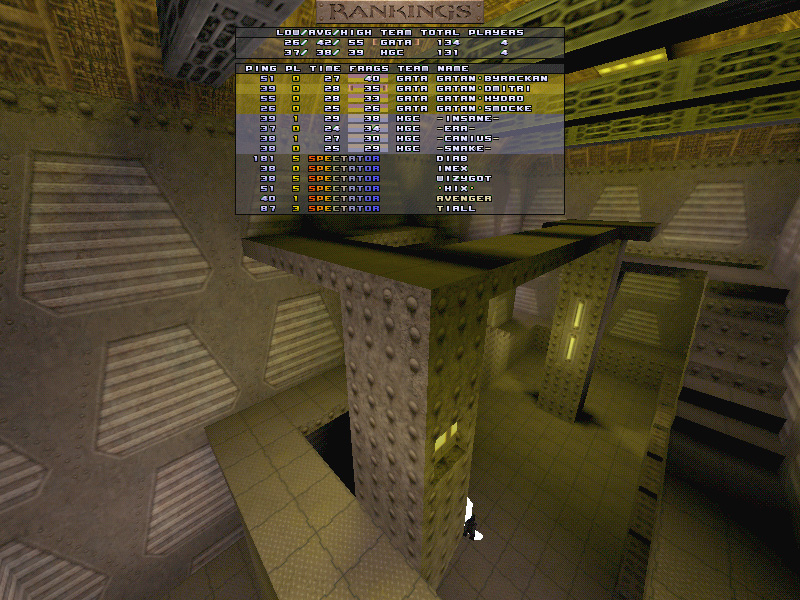 RANKINGS
LOW/AVG/HIGH TEAM TOTAL PLAYERS
26/ 42/ 55 [GATA] 134 4
37/ 38/ 39 HGC 131 4
PING PL TIME FRAGS TEAM NAME
51 0 27 40 GATA GATAN·BYRACKAN
39 0 28 [35] GATA GATAN·DMITRI
55 0 28 33 GATA GATAN·HYDRO
26 0 25 26 GATA GATAN·SMOCKE
39 1 29 38 HGC -INSANE-
37 0 24 34 HGC -ERA-
38 1 27 30 HGC -CANIUS-
38 0 25 29 HGC -SNAKE-
181 5 SPECTATOR DIAB
38 0 SPECTATOR INEX
38 5 SPECTATOR WIZYGOT
51 5 SPECTATOR ·HIX·
40 1 SPECTATOR AVENGER
87 3 SPECTATOR TIALL